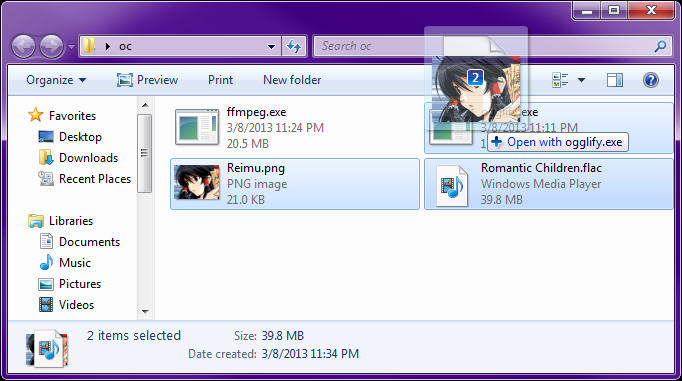 oc
Search oc
Organize
Preview
Print
New folder
Favorites
Desktop
Downloads
Recent Places
Libraries
Documents
Music
Pictures
Videos
ffmpeg.exe
3/8/2013 11:24 PM
20.5 MB
.exe
3/8/2013 11:11 PM
2
Open with ogglify.exe
Reimu.png
PNG image
21.0 KB
Romantic Children.flac
Windows Media Player
39.8 MB
2 items selected
Size: 39.8 MB
Date created: 3/8/2013 11:34 PM